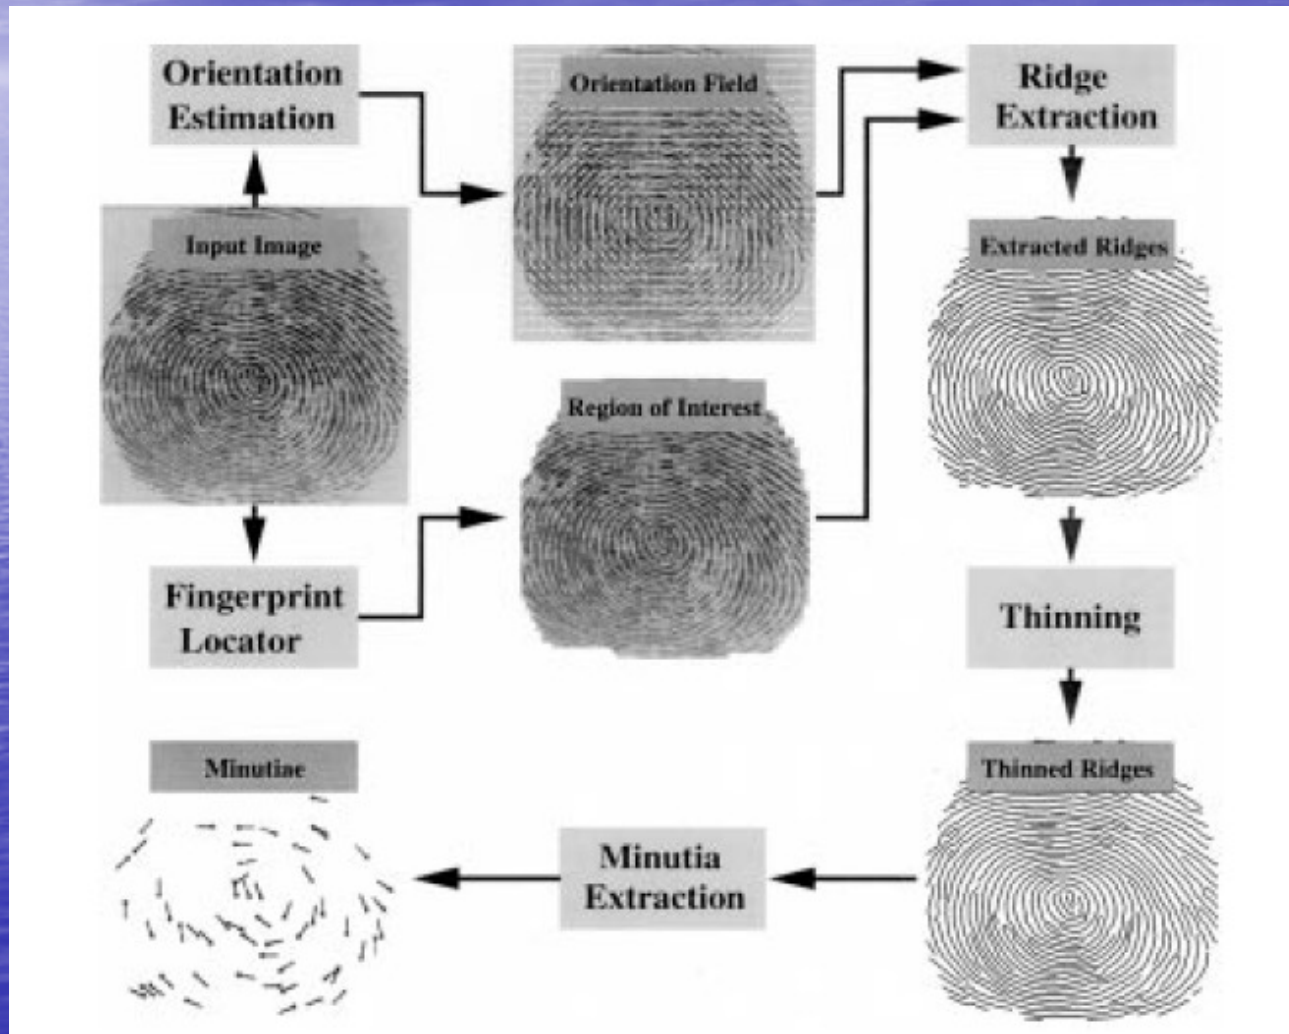 Orientation
Estimation
Orientation Field
Ridge
Extraction
Input Image
Extracted Ridges
Region of Interest
Fingerprint
Locator
Thinning
Minutiae
Thinned Ridges
Minutia
Extraction